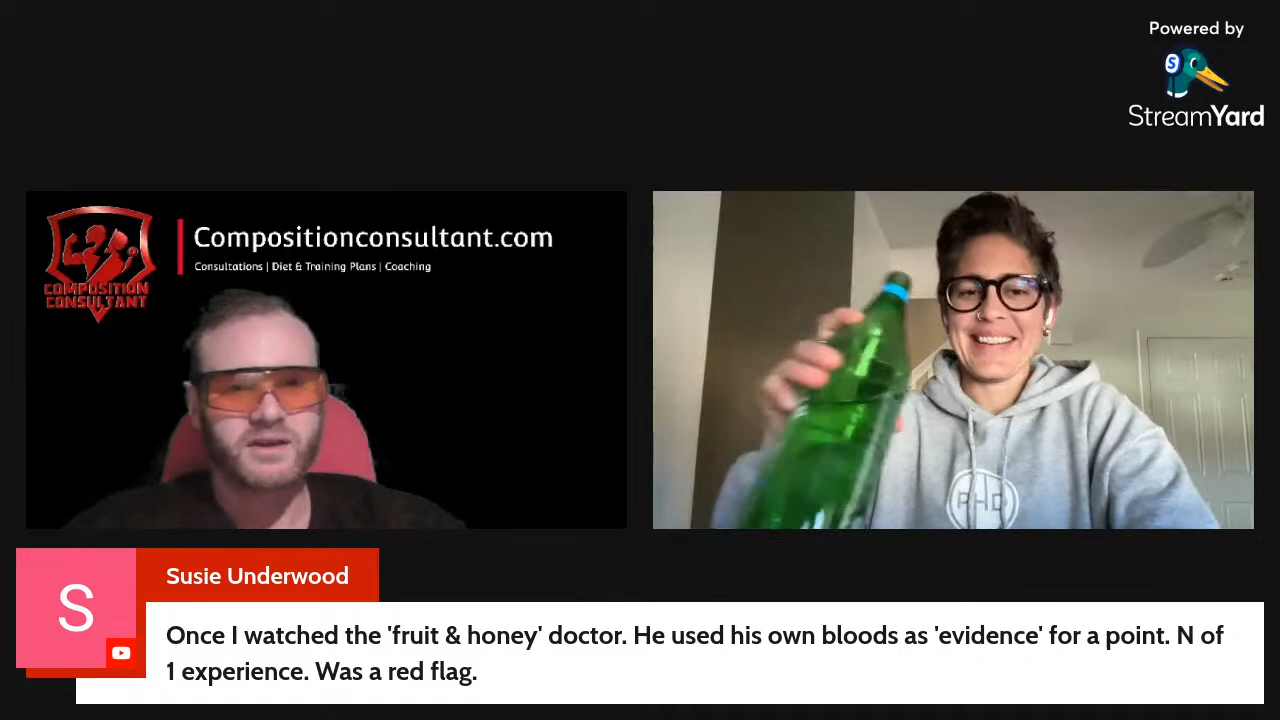 Powered by
S
StreamYard
Compositionconsultant.com
Consultations | Diet & Training Plans | Coaching
COMPOSITION
CONSULTANT
Susie Underwood
S
Once I watched the 'fruit & honey' doctor. He used his own bloods as 'evidence' for a point. N of
1 experience. Was a red flag.